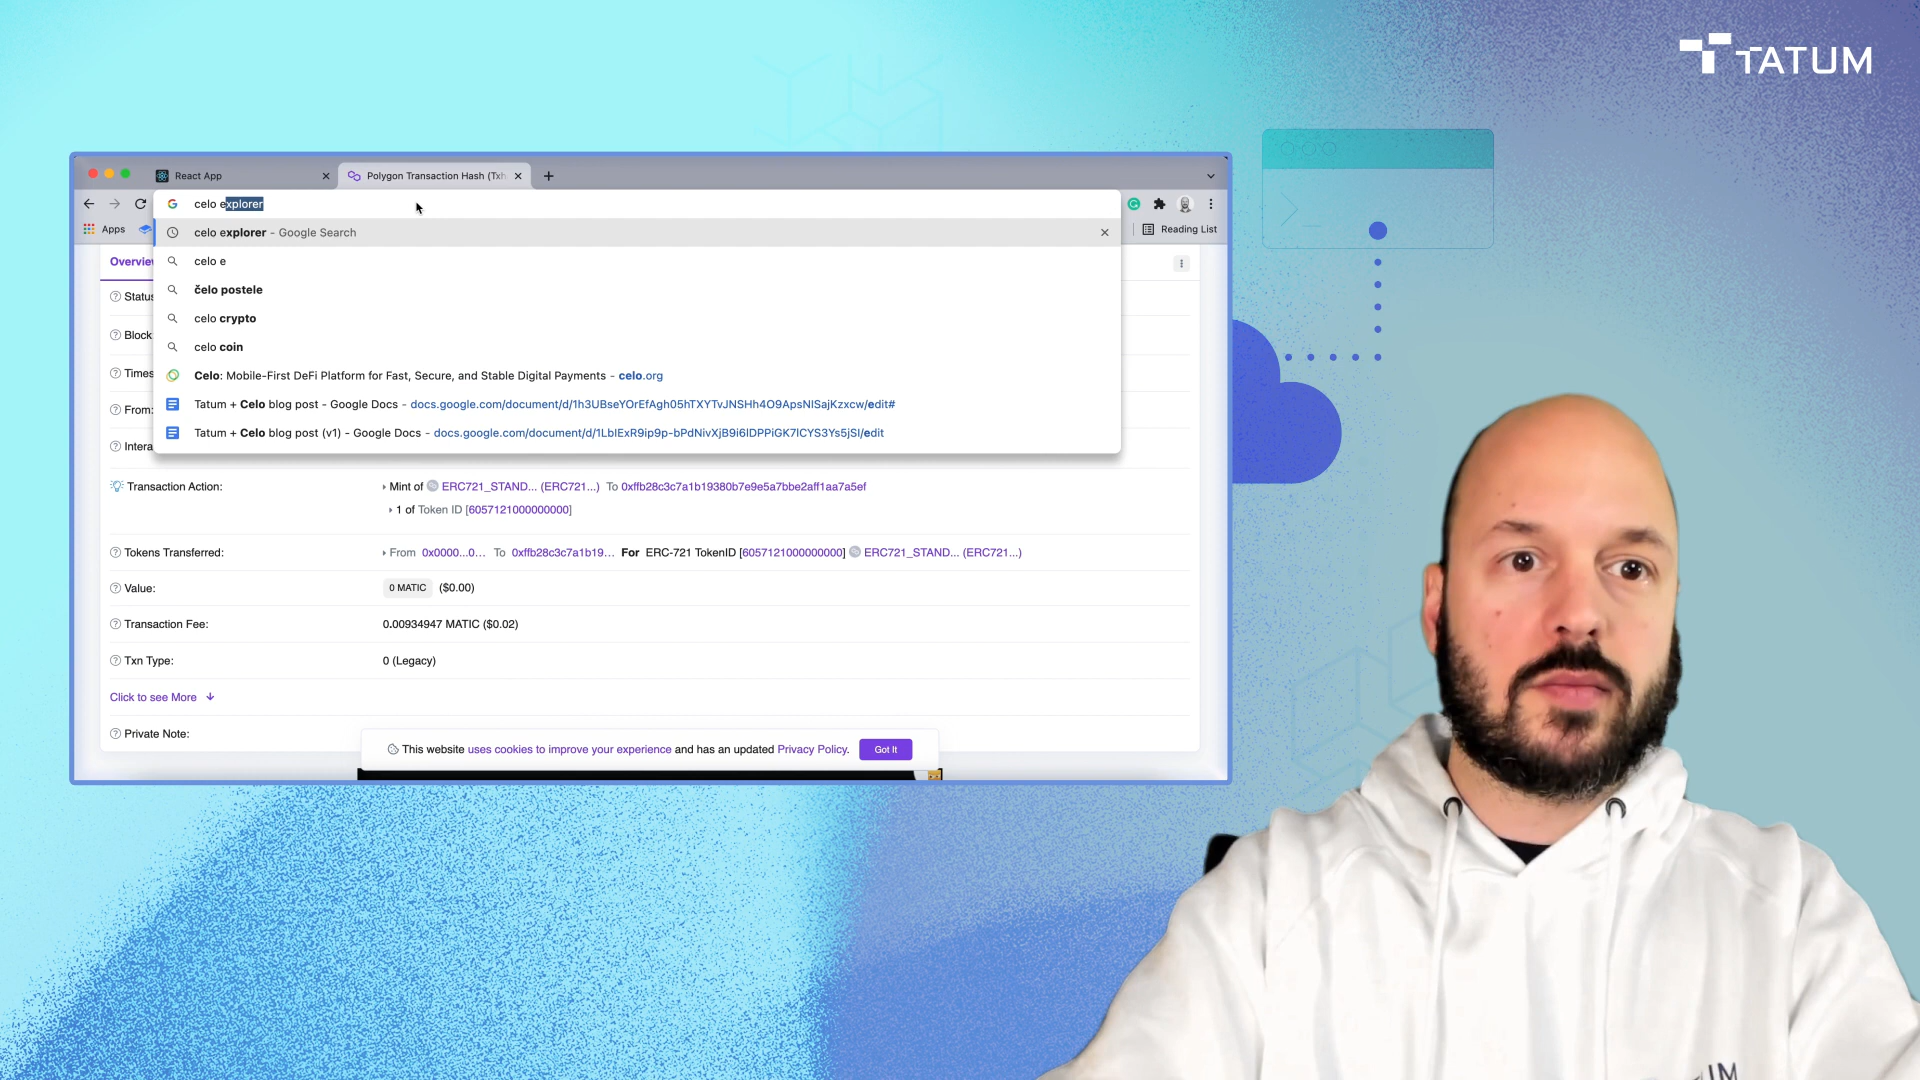 TATUM
React App
Polygon Transaction Hash (Txh
celo explorer
Apps
celo explorer - Google Search
Reading List
celo e
Overvie
čelo postele
Status
celo crypto
Block
celo coin
Times
Celo: Mobile-First DeFi Platform for Fast, Secure, and Stable Digital Payments - celo.org
From:
Tatum + Celo blog post - Google Docs - docs.google.com/document/d/1h3UBseYOrEfAgh05hTXYTvJNSHh4O9ApsNISajKzxcw/edit#
Tatum + Celo blog post (v1) - Google Docs - docs.google.com/document/d/1LbIExR9ip9p-bPdNivXjB9i6IDPPiGK7lCYS3Ys5jSI/edit
Intera
Transaction Action:
Mint of ERC721_STAND... (ERC721...) To 0xffb28c3c7a1b19380b7e9e5a7bbe2aff1aa7a5ef
1 of Token ID [6057121000000000]
Tokens Transferred:
From 0x0000...0... To 0xffb28c3c7a1b19... For ERC-721 TokenID [6057121000000000] ERC721_STAND... (ERC721...)
Value:
0 MATIC ($0.00)
Transaction Fee:
0.00934947 MATIC ($0.02)
Txn Type:
0 (Legacy)
Click to see More
Private Note:
This website uses cookies to improve your experience and has an updated Privacy Policy.
Got It